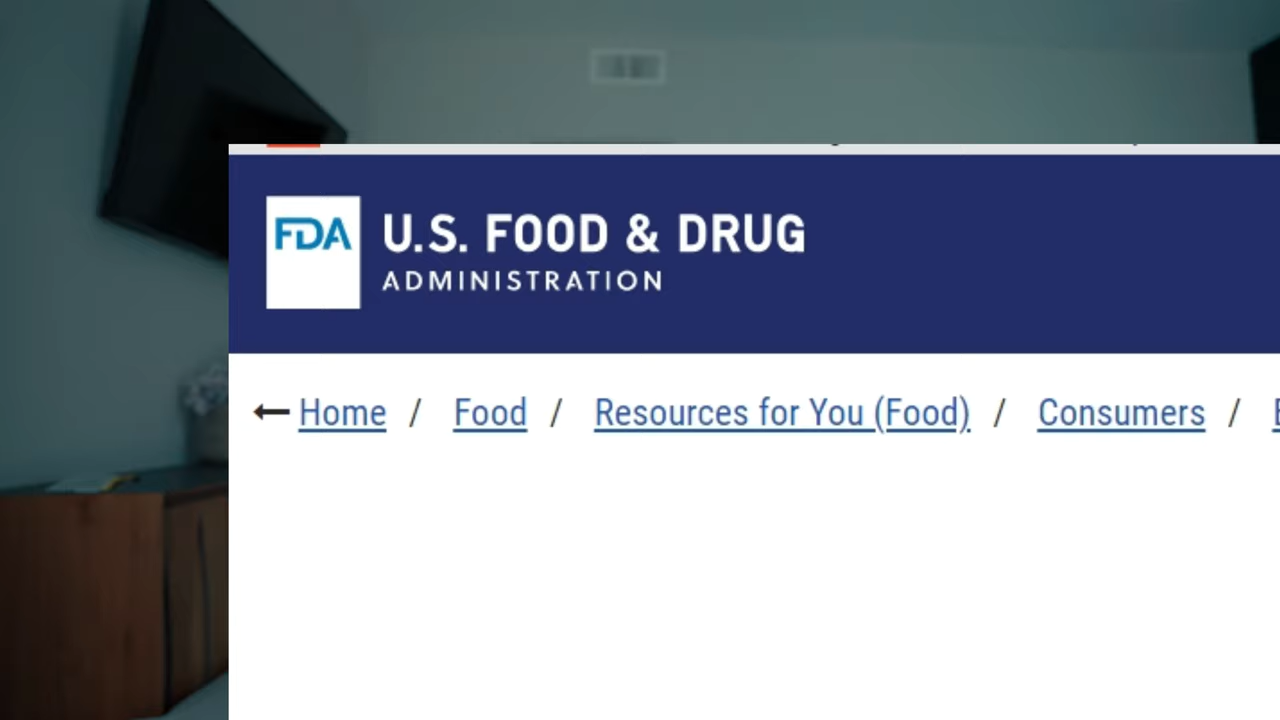 FDA U.S. FOOD & DRUG
ADMINISTRATION
Home / Food / Resources for You (Food) / Consumers /